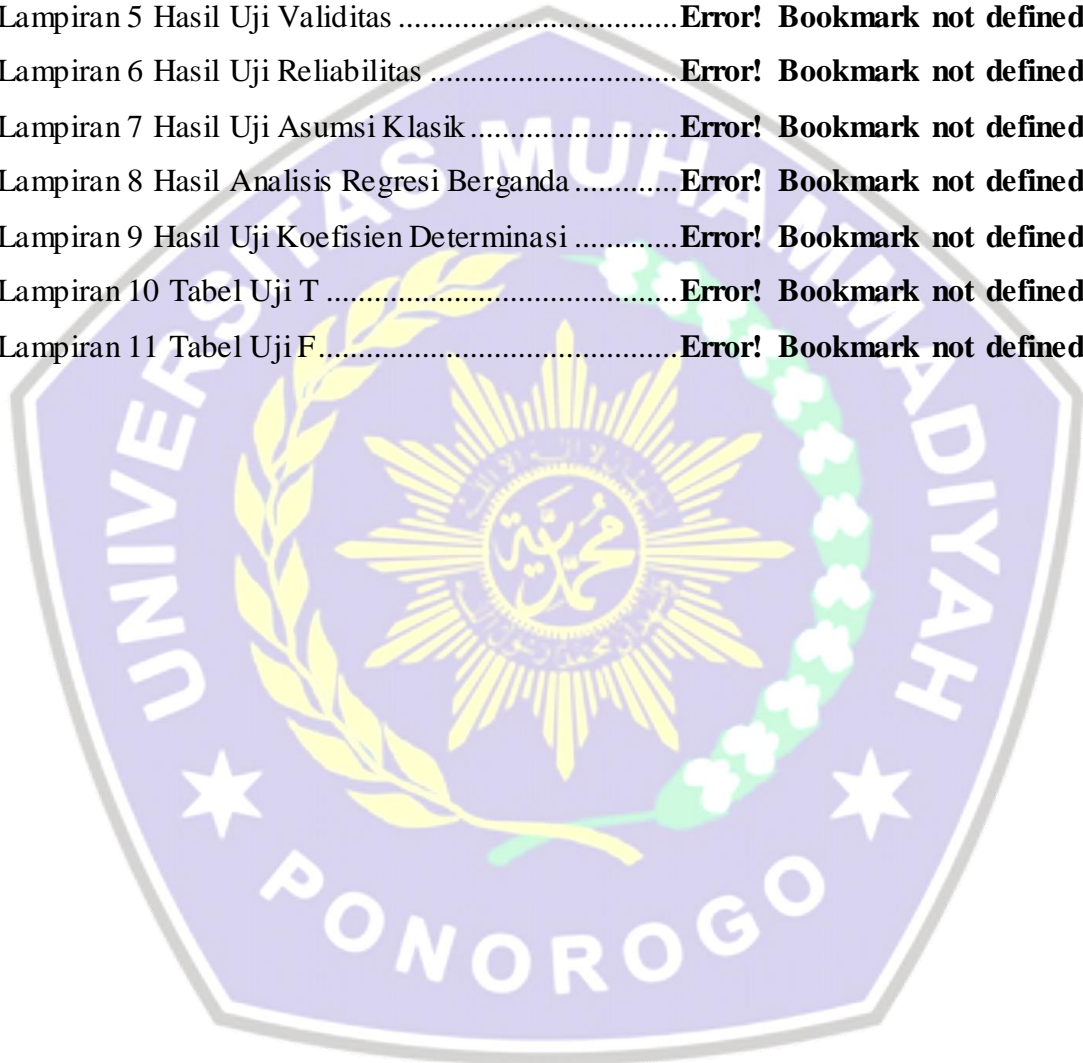 Lampiran 5 Hasil Uji Validitas ...................................Error! Bookmark not defined
Lampiran 6 Hasil Uji Reliabilitas ...............................Error! Bookmark not defined
Lampiran 7 Hasil Uji Asumsi Klasik ..........................Error! Bookmark not defined
Lampiran 8 Hasil Analisis Regresi Berganda .............Error! Bookmark not defined
Lampiran 9 Hasil Uji Koefisien Determinasi .............Error! Bookmark not defined
Lampiran 10 Tabel Uji T ............................................Error! Bookmark not defined
Lampiran 11 Tabel Uji F.............................................Error! Bookmark not defined
UNIVERSITAS MUHAMMADIYAH
PONOROGO